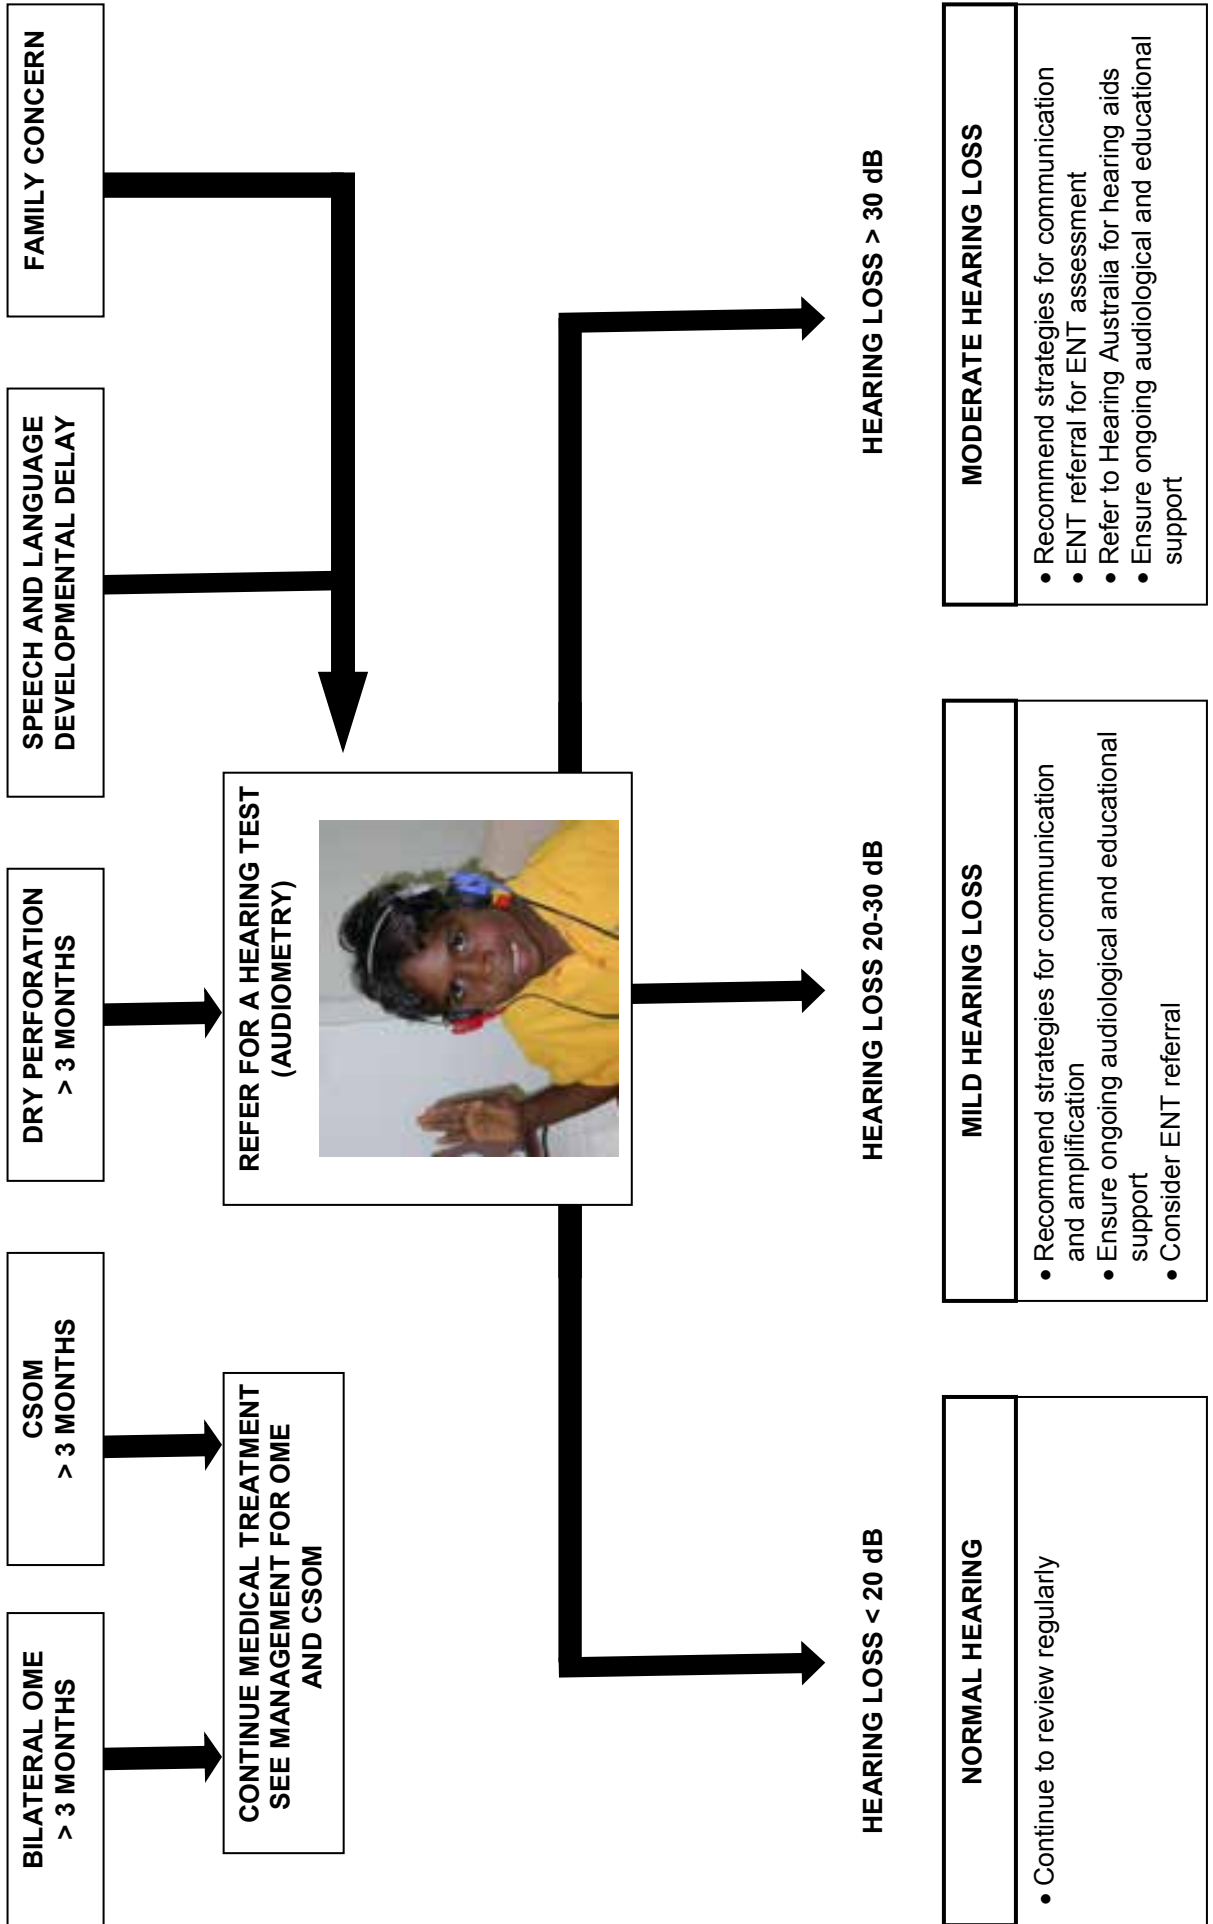 BILATERAL OME
> 3 MONTHS
CSOM
> 3 MONTHS
DRY PERFORATION
> 3 MONTHS
SPEECH AND LANGUAGE
DEVELOPMENTAL DELAY
FAMILY CONCERN
CONTINUE MEDICAL TREATMENT
SEE MANAGEMENT FOR OME
AND CSOM
REFER FOR A HEARING TEST
(AUDIOMETRY)
HEARING LOSS < 20 dB
HEARING LOSS 20-30 dB
HEARING LOSS > 30 dB
NORMAL HEARING
• Continue to review regularly
MILD HEARING LOSS
• Recommend strategies for communication
and amplification
• Ensure ongoing audiological and educational
support
• Consider ENT referral
MODERATE HEARING LOSS
• Recommend strategies for communication
• ENT referral for ENT assessment
• Refer to Hearing Australia for hearing aids
• Ensure ongoing audiological and educational
support